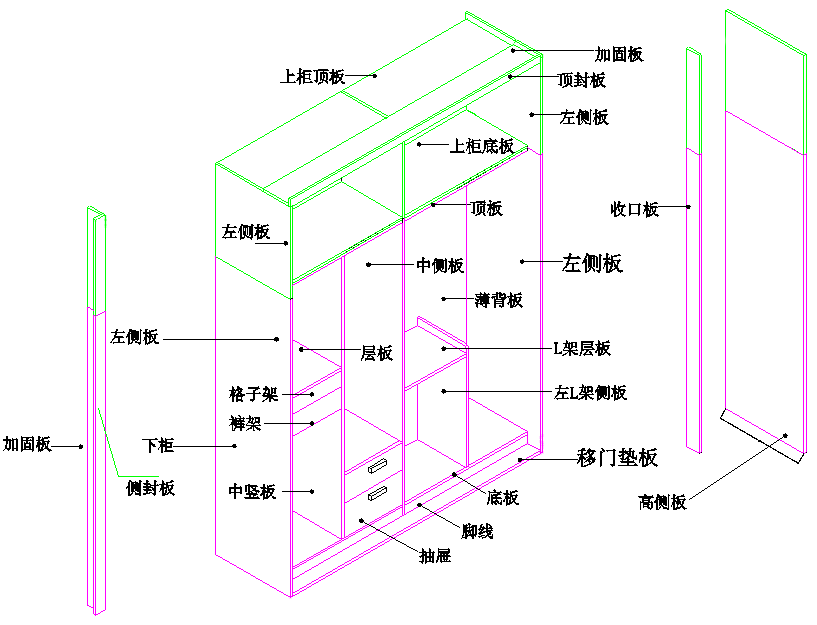 加固板
上柜顶板
顶封板
左侧板
上柜底板
顶板
收口板
左侧板
中侧板
左侧板
薄背板
左侧板
层板
L架层板
格子架
左L架侧板
裤架
加固板
下柜
移门垫板
侧封板
中竖板
底板
高侧板
脚线
抽屉